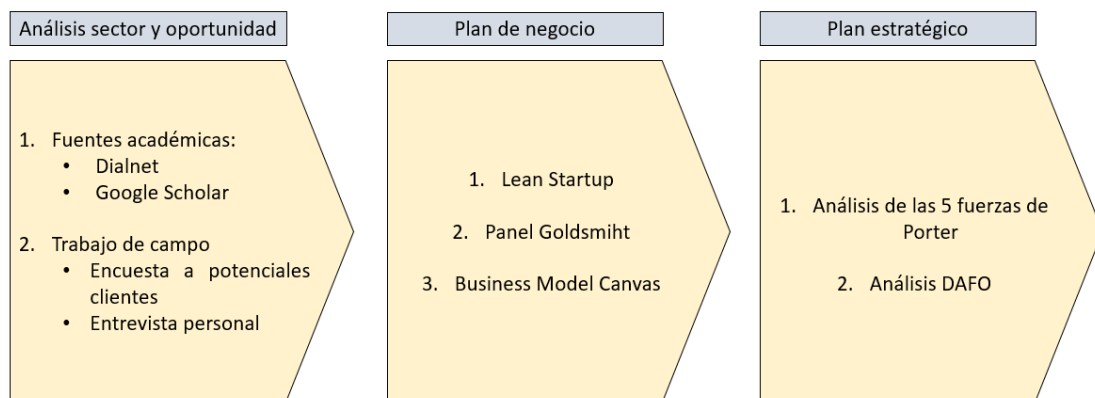 Análisis sector y oportunidad
1. Fuentes académicas:
• Dialnet
• Google Scholar
2. Trabajo de campo
• Encuesta a potenciales
clientes
• Entrevista personal
Plan de negocio
1. Lean Startup
2. Panel Goldsmiht
3. Business Model Canvas
Plan estratégico
1. Análisis de las 5 fuerzas de
Porter
2. Análisis DAFO